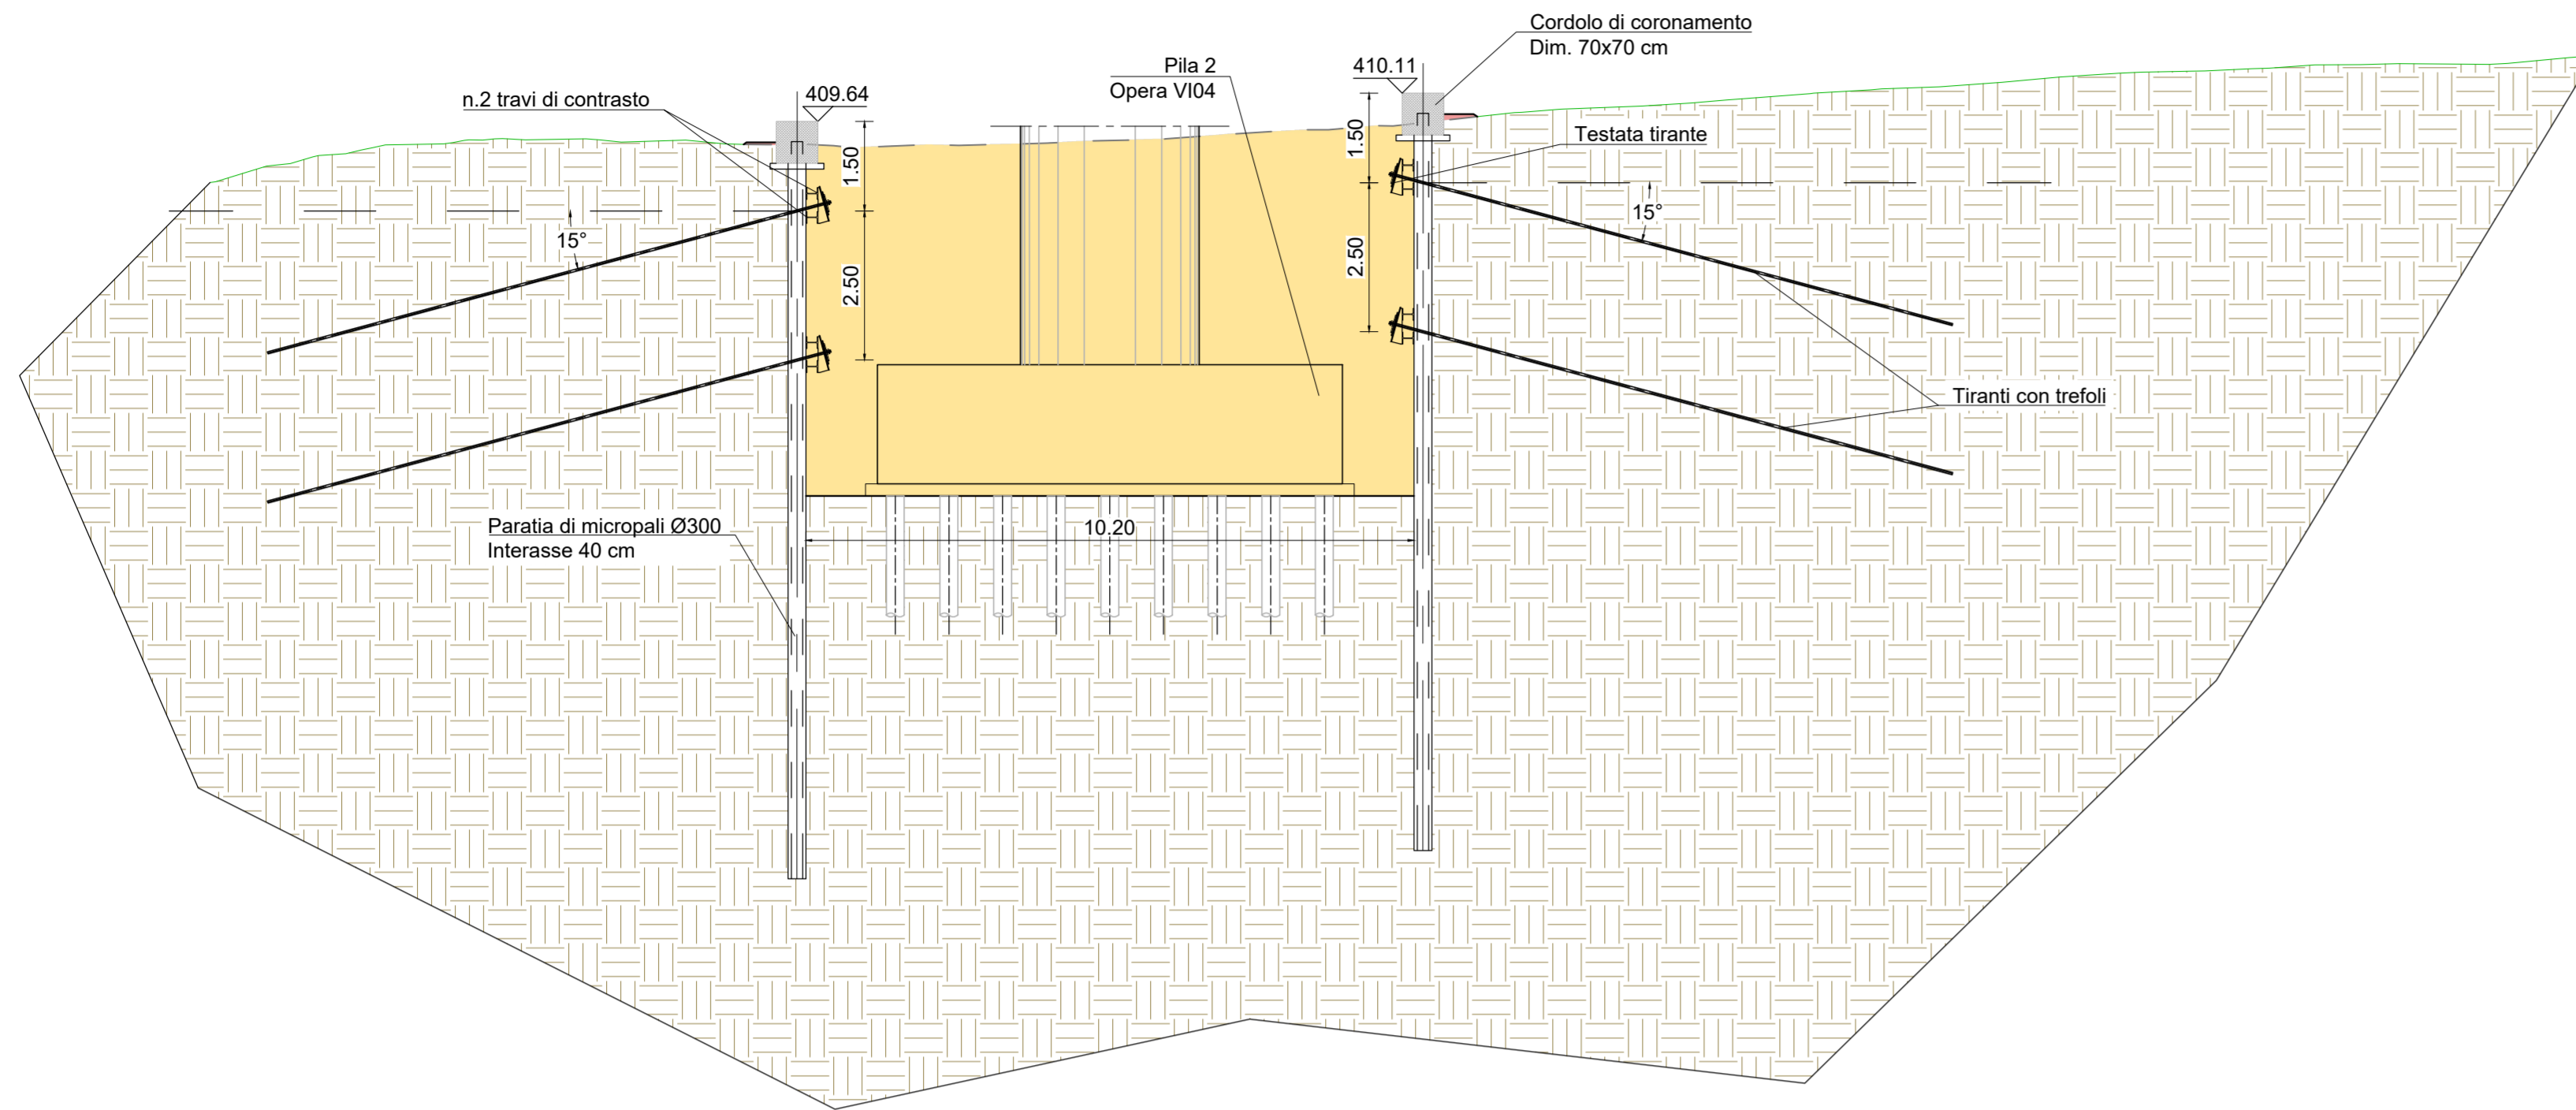 Cordolo di coronamento
Dim. 70x70 cm
Pila 2
Opera VI04
410.11
n.2 travi di contrasto
409.64
1.50
Testata tirante
1.50
15°
15°
2.50
2.50
Tiranti con trefoli
Paratia di micropali Ø300
Interasse 40 cm
10.20